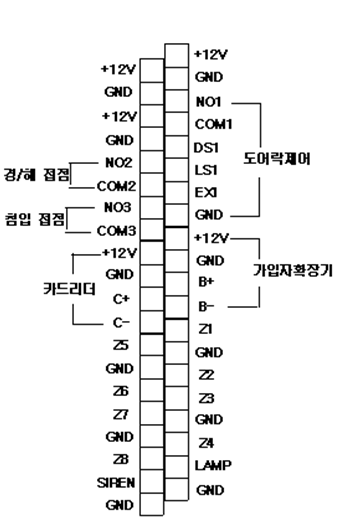 +12V
GND
+12V
GND
NO2
COM2
경/해 접점
NO3
COM3
침입 접점
+12V
GND
C+
C-
카드리더
Z5
GND
Z6
Z7
GND
Z8
SIREN
GND
+12V
GND
NO1
COM1
DS1
LS1
EX1
GND
도어락제어
+12V
GND
B+
B-
가입자확장기
Z1
GND
Z2
Z3
GND
Z4
LAMP
GND